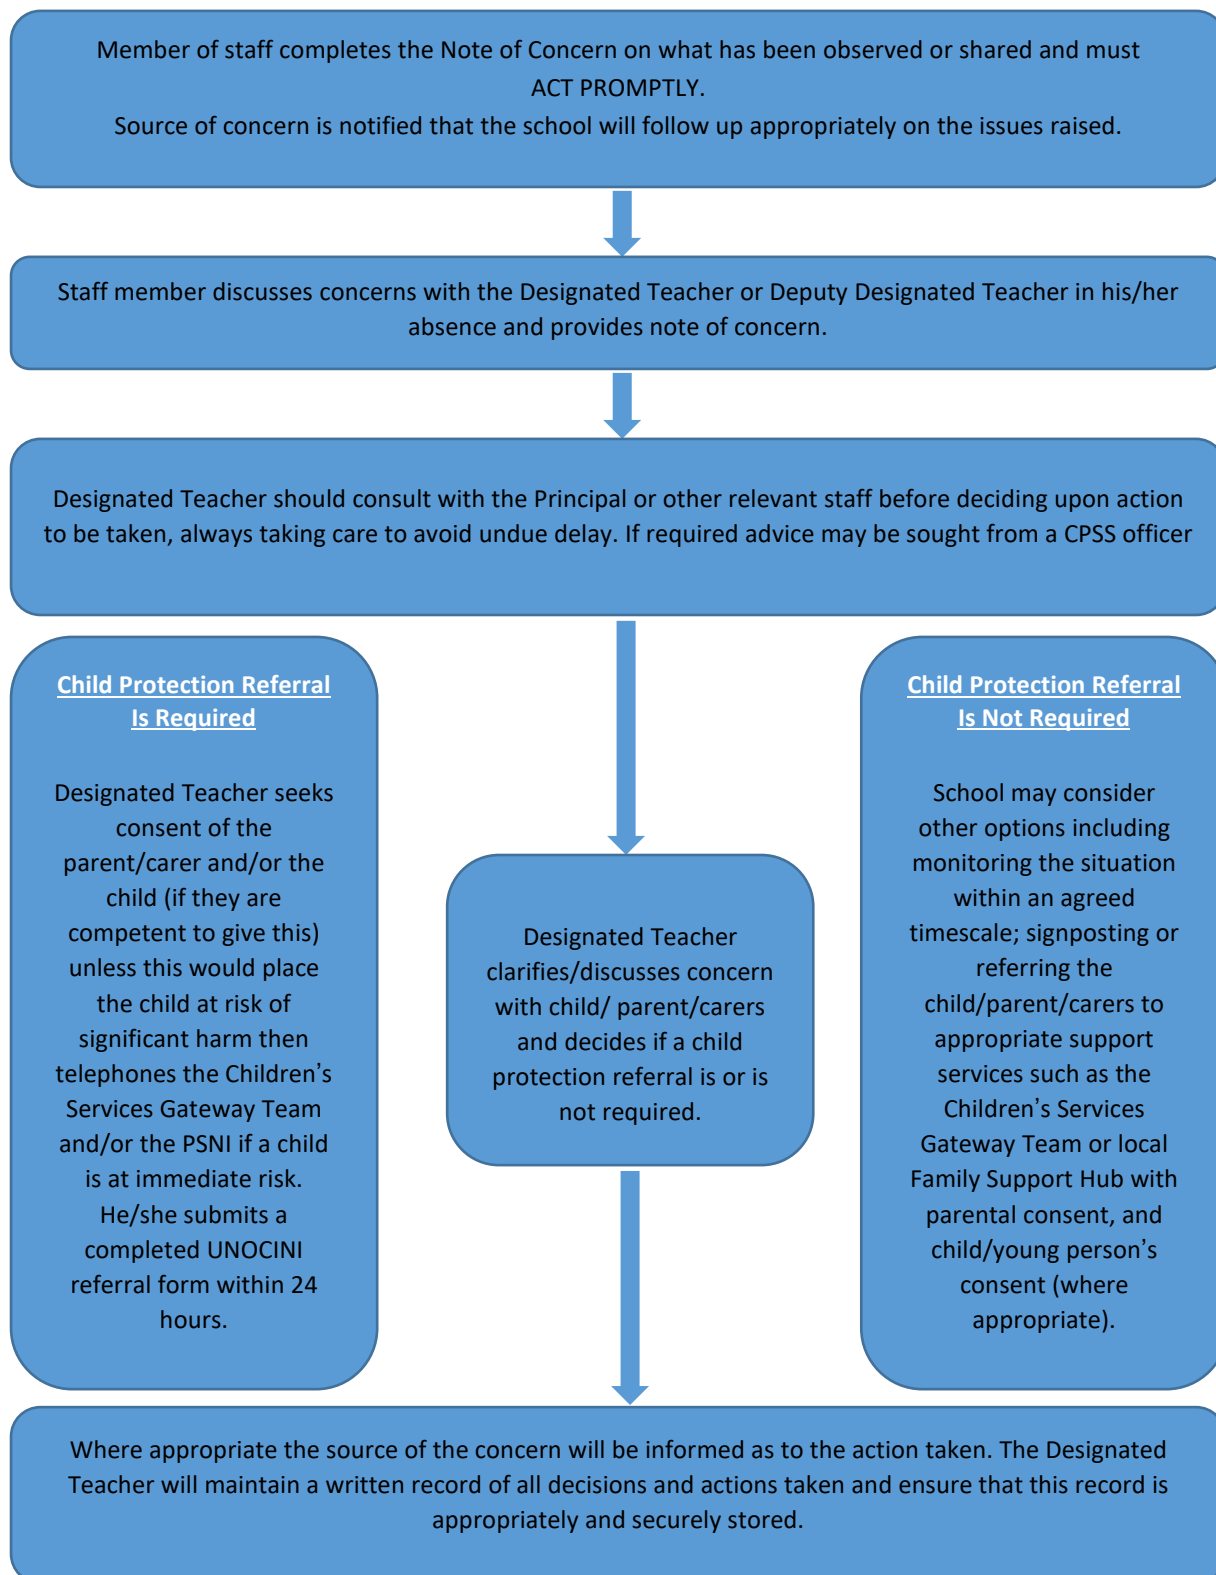 Member of staff completes the Note of Concern on what has been observed or shared and must
ACT PROMPTLY.
Source of concern is notified that the school will follow up appropriately on the issues raised.
Staff member discusses concerns with the Designated Teacher or Deputy Designated Teacher in his/her
absence and provides note of concern.
Designated Teacher should consult with the Principal or other relevant staff before deciding upon action
to be taken, always taking care to avoid undue delay. If required advice may be sought from a CPSS officer
Child Protection Referral
Is Required
Designated Teacher seeks
consent of the
parent/carer and/or the
child (if they are
competent to give this)
unless this would place
the child at risk of
significant harm then
telephones the Children’s
Services Gateway Team
and/or the PSNI if a child
is at immediate risk.
He/she submits a
completed UNOCINI
referral form within 24
hours.
Designated Teacher
clarifies/discusses concern
with child/ parent/carers
and decides if a child
protection referral is or is
not required.
Child Protection Referral
Is Not Required
School may consider
other options including
monitoring the situation
within an agreed
timescale; signposting or
referring the
child/parent/carers to
appropriate support
services such as the
Children’s Services
Gateway Team or local
Family Support Hub with
parental consent, and
child/young person’s
consent (where
appropriate).
Where appropriate the source of the concern will be informed as to the action taken. The Designated
Teacher will maintain a written record of all decisions and actions taken and ensure that this record is
appropriately and securely stored.